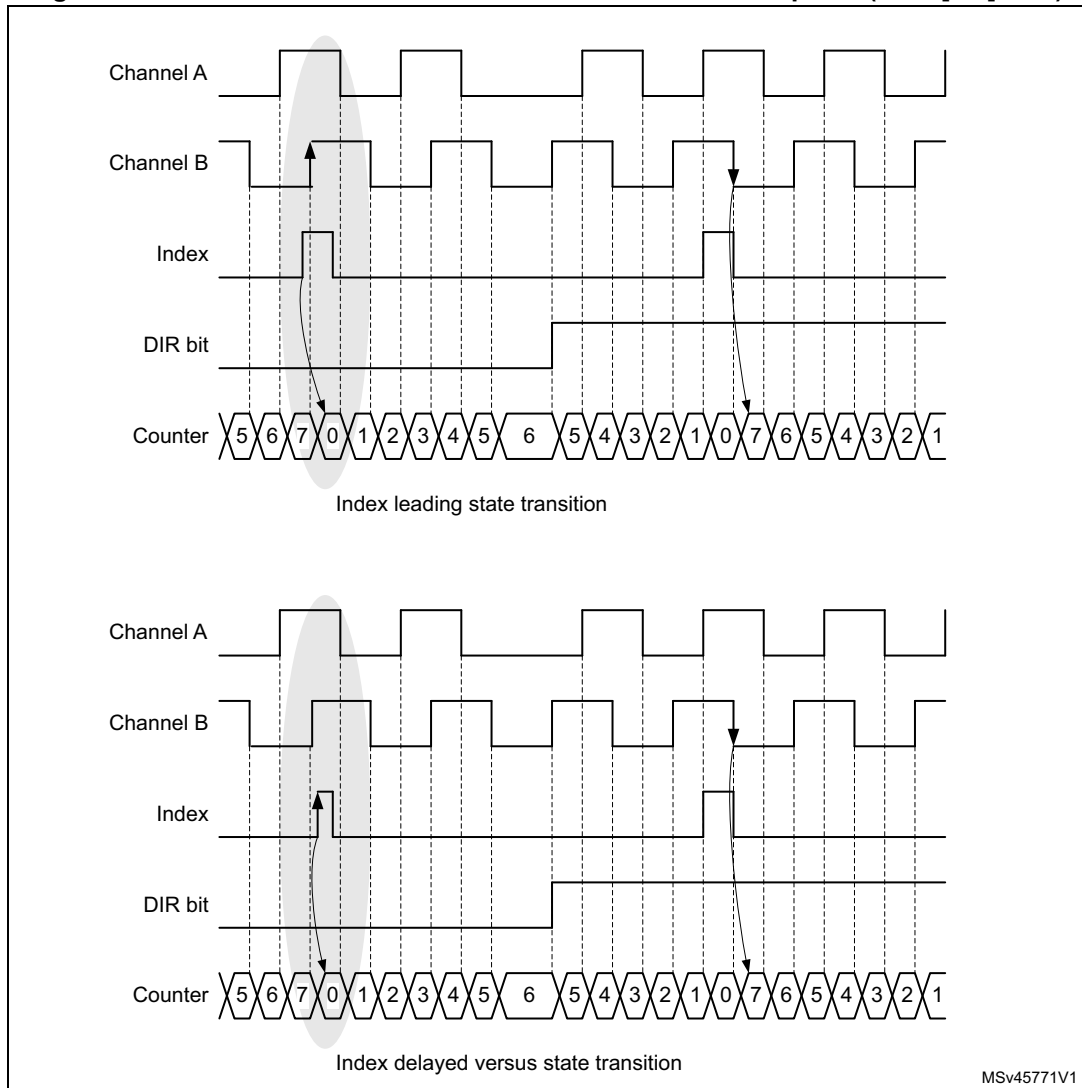 Channel A
Channel B
Index
DIR bit
Counter 5 6 7 0 1 2 3 4 5 6 5 4 3 2 1 0 7 6 5 4 3 2 1
Index leading state transition
Channel A
Channel B
Index
DIR bit
Counter 5 6 7 0 1 2 3 4 5 6 5 4 3 2 1 0 7 6 5 4 3 2 1
Index delayed versus state transition
MSv45771V1